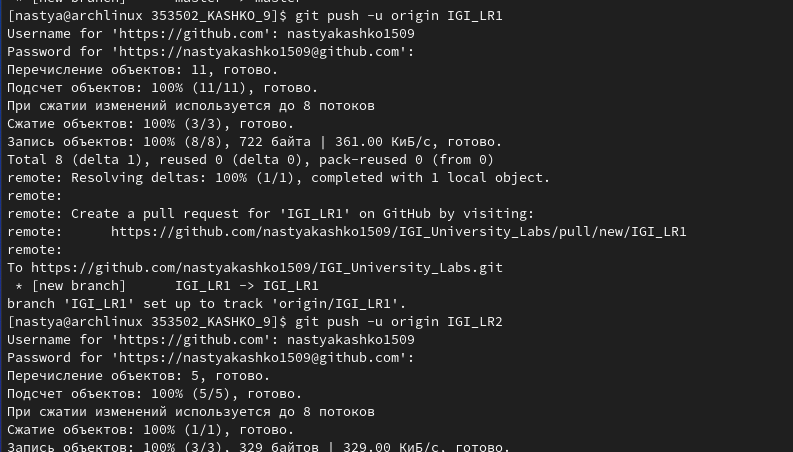 * [new branch]      master -> master
[nastya@archlinux 353502_KASHKO_9]$ git push -u origin IGI_LR1
Username for 'https://github.com': nastyakashko1509
Password for 'https://nastyakashko1509@github.com':
Перечисление объектов: 11, готово.
Подсчет объектов: 100% (11/11), готово.
При сжатии изменений используется до 8 потоков
Сжатие объектов: 100% (3/3), готово.
Запись объектов: 100% (8/8), 722 байта | 361.00 КиБ/с, готово.
Total 8 (delta 1), reused 0 (delta 0), pack-reused 0 (from 0)
remote: Resolving deltas: 100% (1/1), completed with 1 local object.
remote:
remote: Create a pull request for 'IGI_LR1' on GitHub by visiting:
remote:      https://github.com/nastyakashko1509/IGI_University_Labs/pull/new/IGI_LR1
remote:
To https://github.com/nastyakashko1509/IGI_University_Labs.git
 * [new branch]      IGI_LR1 -> IGI_LR1
branch 'IGI_LR1' set up to track 'origin/IGI_LR1'.
[nastya@archlinux 353502_KASHKO_9]$ git push -u origin IGI_LR2
Username for 'https://github.com': nastyakashko1509
Password for 'https://nastyakashko1509@github.com':
Перечисление объектов: 5, готово.
Подсчет объектов: 100% (5/5), готово.
При сжатии изменений используется до 8 потоков
Сжатие объектов: 100% (1/1), готово.
Запись объектов: 100% (3/3), 329 байтов | 329.00 КиБ/с, готово.